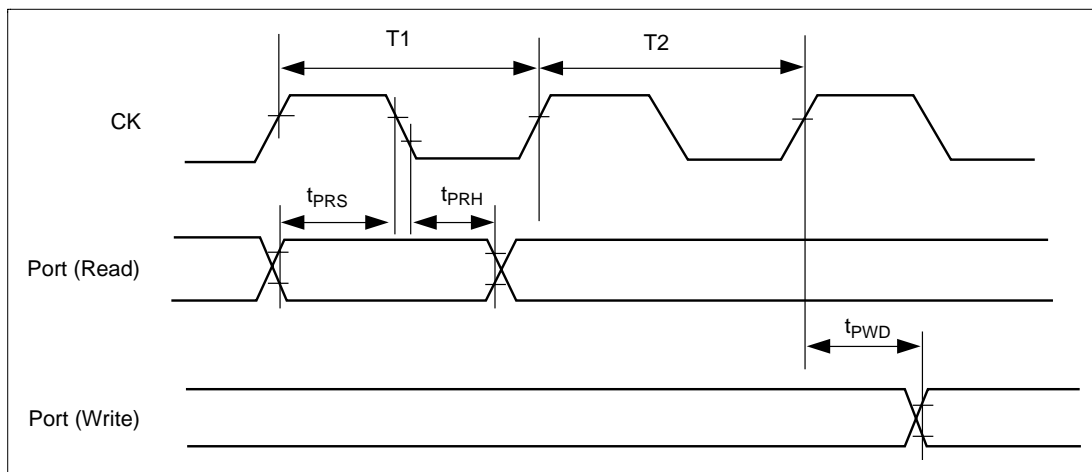 T1
T2
CK
tPRS
tPRH
Port (Read)
tPWD
Port (Write)